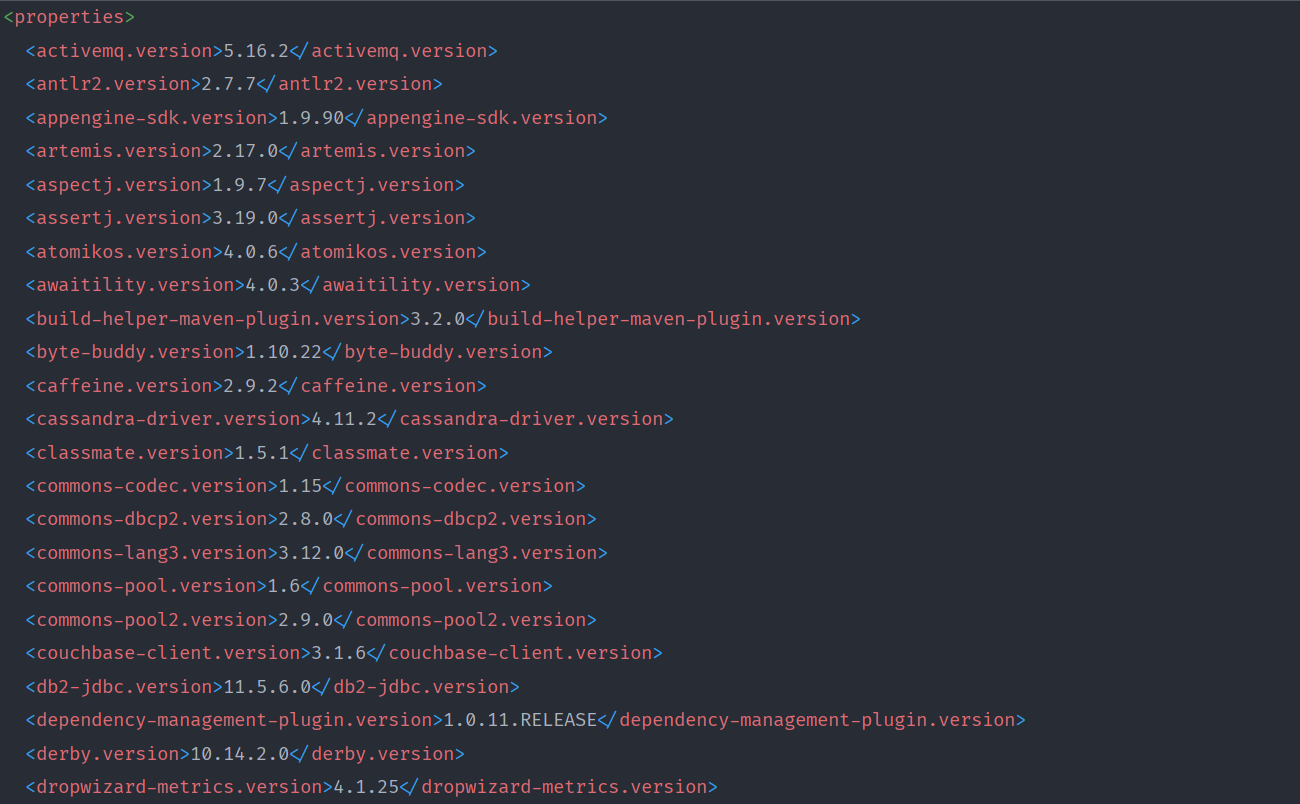 <properties>
<activemq.version>5.16.2</activemq.version>
<antlr2.version>2.7.7</antlr2.version>
<appengine-sdk.version>1.9.90</appengine-sdk.version>
<artemis.version>2.17.0</artemis.version>
<aspectj.version>1.9.7</aspectj.version>
<assertj.version>3.19.0</assertj.version>
<atomikos.version>4.0.6</atomikos.version>
<awaitility.version>4.0.3</awaitility.version>
<build-helper-maven-plugin.version>3.2.0</build-helper-maven-plugin.version>
<byte-buddy.version>1.10.22</byte-buddy.version>
<caffeine.version>2.9.2</caffeine.version>
<cassandra-driver.version>4.11.2</cassandra-driver.version>
<classmate.version>1.5.1</classmate.version>
<commons-codec.version>1.15</commons-codec.version>
<commons-dbcp2.version>2.8.0</commons-dbcp2.version>
<commons-lang3.version>3.12.0</commons-lang3.version>
<commons-pool.version>1.6</commons-pool.version>
<commons-pool2.version>2.9.0</commons-pool2.version>
<couchbase-client.version>3.1.6</couchbase-client.version>
<db2-jdbc.version>11.5.6.0</db2-jdbc.version>
<dependency-management-plugin.version>1.0.11.RELEASE</dependency-management-plugin.version>
<derby.version>10.14.2.0</derby.version>
<dropwizard-metrics.version>4.1.25</dropwizard-metrics.version>